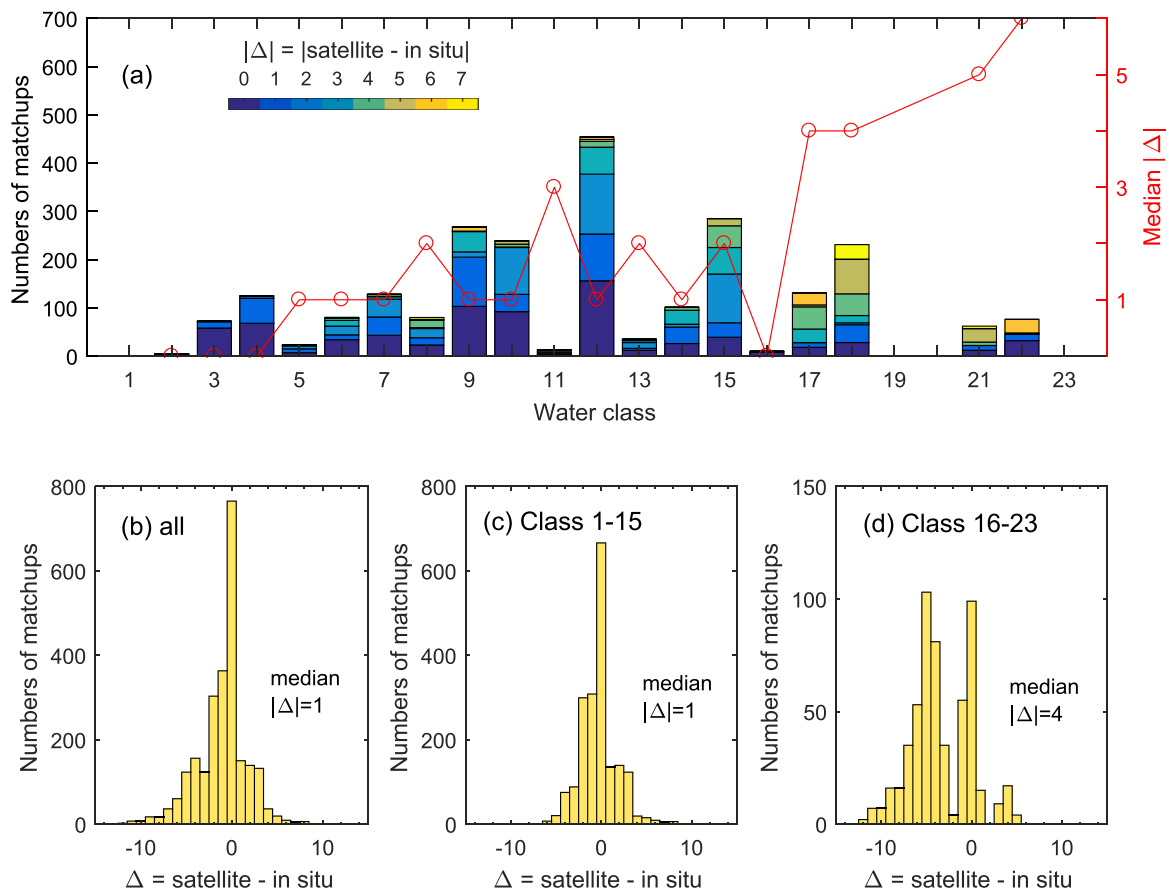 700
600
500
400
300
200
100
0
Numbers of matchups
(a)
|Δ| = |satellite - in situ|
0 1 2 3 4 5 6 7
5
3
1
Median |Δ|
1 3 5 7 9 11 13 15 17 19 21 23
Water class
800
600
400
200
0
Numbers of matchups
(b) all
median
|Δ|=1
-10 0 10
Δ = satellite - in situ
800
600
400
200
0
Numbers of matchups
(c) Class 1-15
median
|Δ|=1
-10 0 10
Δ = satellite - in situ
150
100
50
0
Numbers of matchups
(d) Class 16-23
median
|Δ|=4
-10 0 10
Δ = satellite - in situ